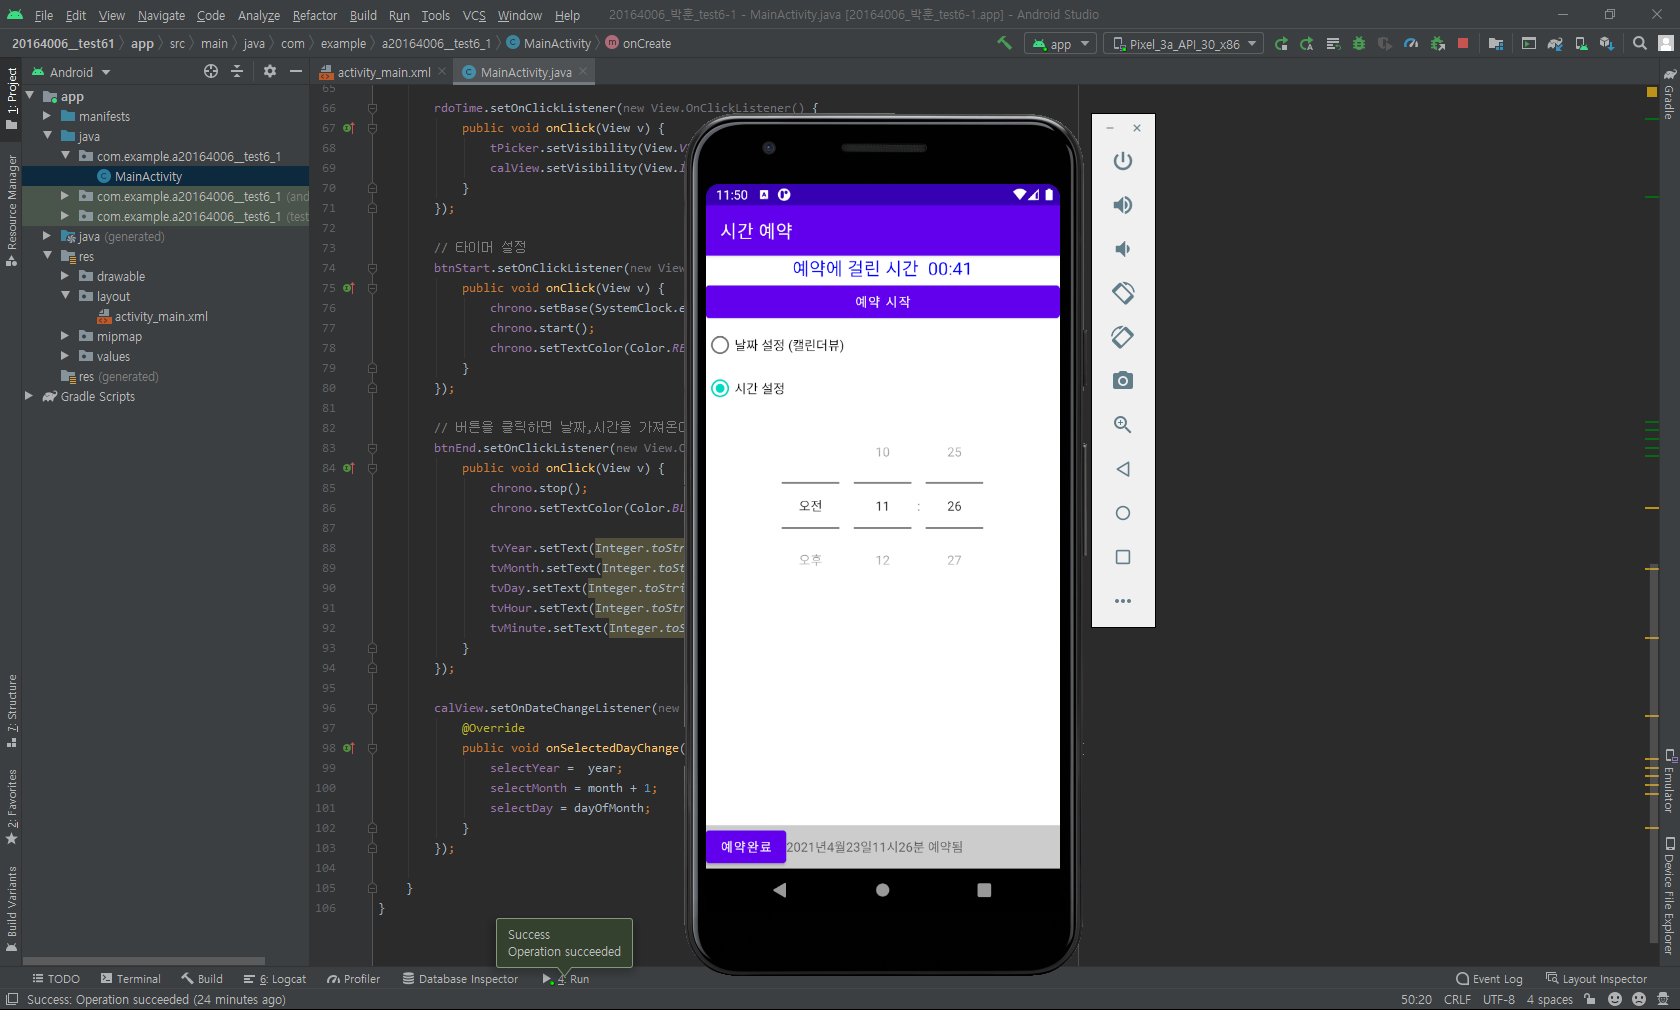 File Edit View Navigate Code Analyze Refactor Build Run Tools VCS Window Help 20164006_박훈_test6-1 - MainActivity.java [20164006_박훈_test6-1.app] - Android Studio
20164006__test61 app src main java com example a20164006__test6_1 MainActivity onCreate app Pixel_3a_API_30_x86
Android
activity_main.xml MainActivity.java
1: Project
Resource Manager
7: Structure
2: Favorites
Build Variants
app
manifests
java
com.example.a20164006__test6_1
MainActivity
com.example.a20164006__test6_1 (and
com.example.a20164006__test6_1 (test
java (generated)
res
drawable
layout
activity_main.xml
mipmap
values
res (generated)
Gradle Scripts
65
66 rdoTime.setOnClickListener(new View.OnClickListener() {
67 public void onClick(View v) {
68 tPicker.setVisibility(View.V
69 calView.setVisibility(View.I
70 }
71 });
72
73 // 타이머 설정
74 btnStart.setOnClickListener(new View
75 public void onClick(View v) {
76 chrono.setBase(SystemClock.e
77 chrono.start();
78 chrono.setTextColor(Color.RE
79 }
80 });
81
82 // 버튼을 클릭하면 날짜,시간을 가져온다
83 btnEnd.setOnClickListener(new View.O
84 public void onClick(View v) {
85 chrono.stop();
86 chrono.setTextColor(Color.BL
87
88 tvYear.setText(Integer.toStr
89 tvMonth.setText(Integer.toSt
90 tvDay.setText(Integer.toStri
91 tvHour.setText(Integer.toStr
92 tvMinute.setText(Integer.toS
93 }
94 });
95
96 calView.setOnDateChangeListener(new
97 @Override
98 public void onSelectedDayChange(
99 selectYear = year;
100 selectMonth = month + 1;
101 selectDay = dayOfMonth;
102 }
103 });
104
105 }
106 }
11:50
시간 예약
예약에 걸린 시간 00:41
예약 시작
날짜 설정 (캘린더뷰)
시간 설정
10 25
오전 11 : 26
오후 12 27
예약완료 2021년4월23일11시26분 예약됨
Gradle
Emulator
Device File Explorer
Success
Operation succeeded
TODO Terminal Build 6: Logcat Profiler Database Inspector 4: Run Event Log Layout Inspector
Success: Operation succeeded (24 minutes ago) 50:20 CRLF UTF-8 4 spaces